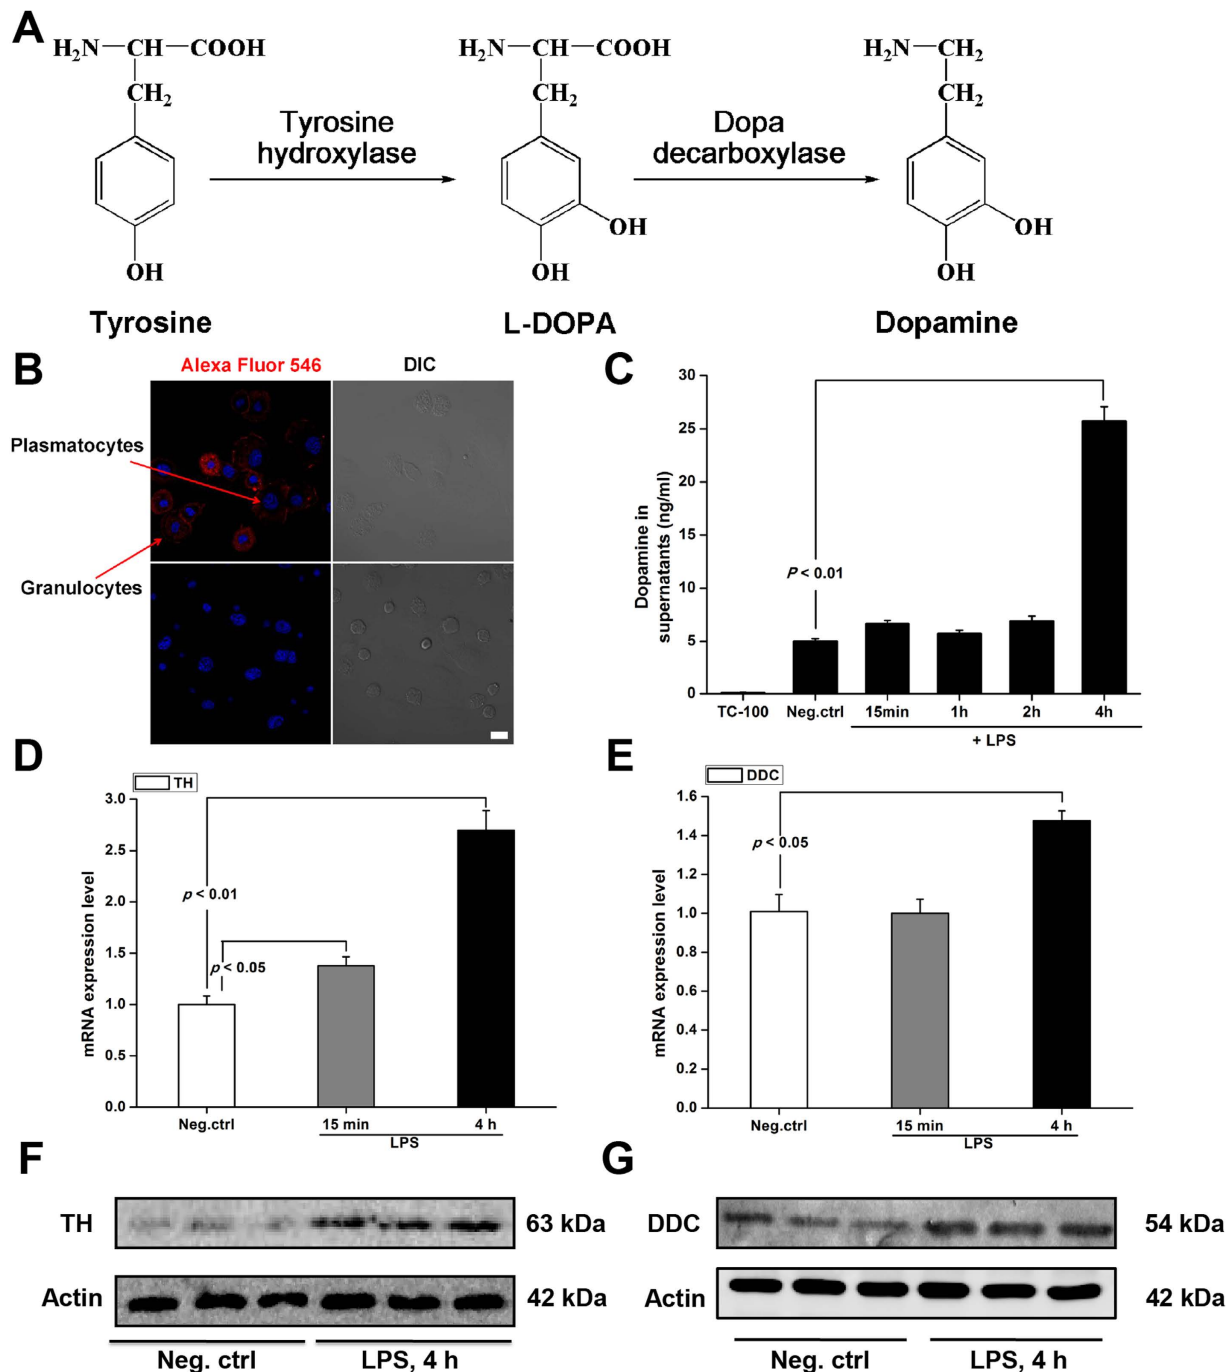 A
H₂N—CH—COOH
CH₂
OH
Tyrosine
Tyrosine
hydroxylase
H₂N—CH—COOH
CH₂
OH
OH
L-DOPA
Dopa
decarboxylase
H₂N—CH₂
CH₂
OH
OH
Dopamine
B
Alexa Fluor 546
DIC
Plasmatocytes
Granulocytes
C
Dopamine in
supernatants (ng/ml)
30
25
20
15
10
5
0
P < 0.01
TC-100
Neg.ctrl
15min
1h
2h
4h
+ LPS
D
TH
mRNA expression level
3.0
2.5
2.0
1.5
1.0
0.5
0.0
p < 0.01
p < 0.05
Neg.ctrl
15 min
4 h
LPS
E
DDC
mRNA expression level
1.6
1.4
1.2
1.0
0.8
0.6
0.4
0.2
0.0
p < 0.05
Neg.ctrl
15 min
4 h
LPS
F
TH
63 kDa
Actin
42 kDa
Neg. ctrl
LPS, 4 h
G
DDC
54 kDa
Actin
42 kDa
Neg. ctrl
LPS, 4 h